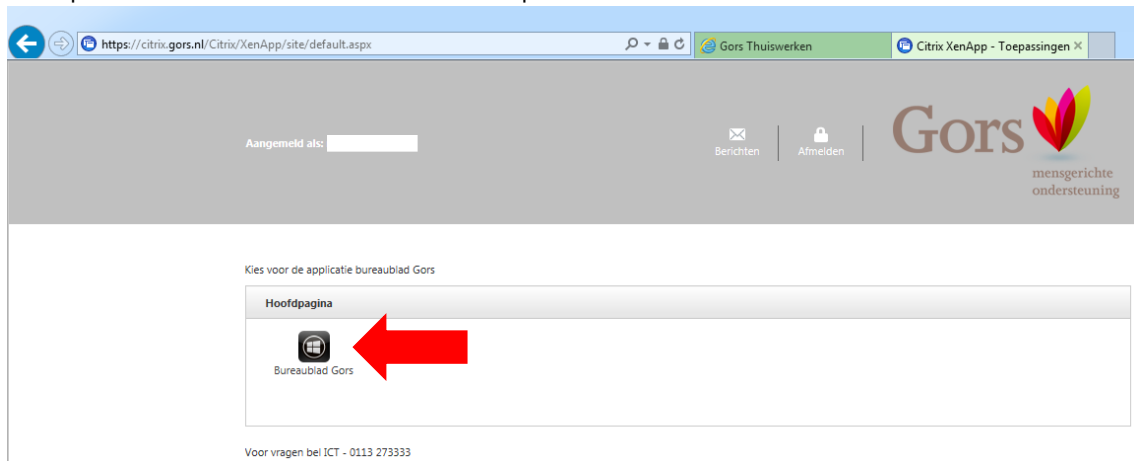 https://citrix.gors.nl/Citrix/XenApp/site/default.aspx
Gors Thuiswerken
Citrix XenApp - Toepassingen
Aangemeld als:
Berichten
Afmelden
Gors
mensgerichte
ondersteuning
Kies voor de applicatie bureaublad Gors
Hoofdpagina
Bureaublad Gors
Voor vragen bel ICT - 0113 273333